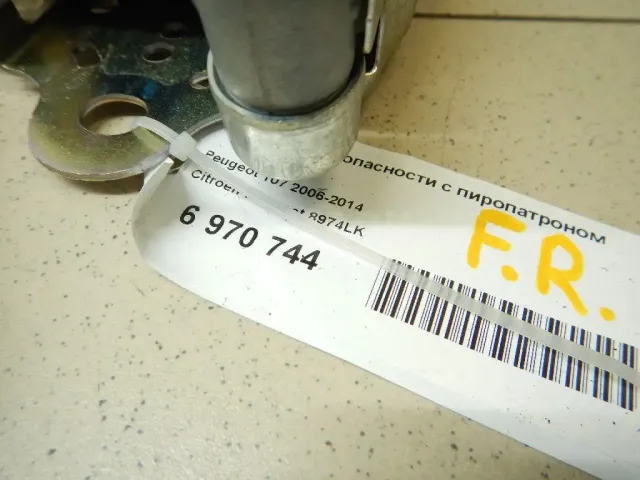 опасности с пиропатроном
Peugeot 107 2006-2014
Citroen 8974LK
6 970 744
F.R.